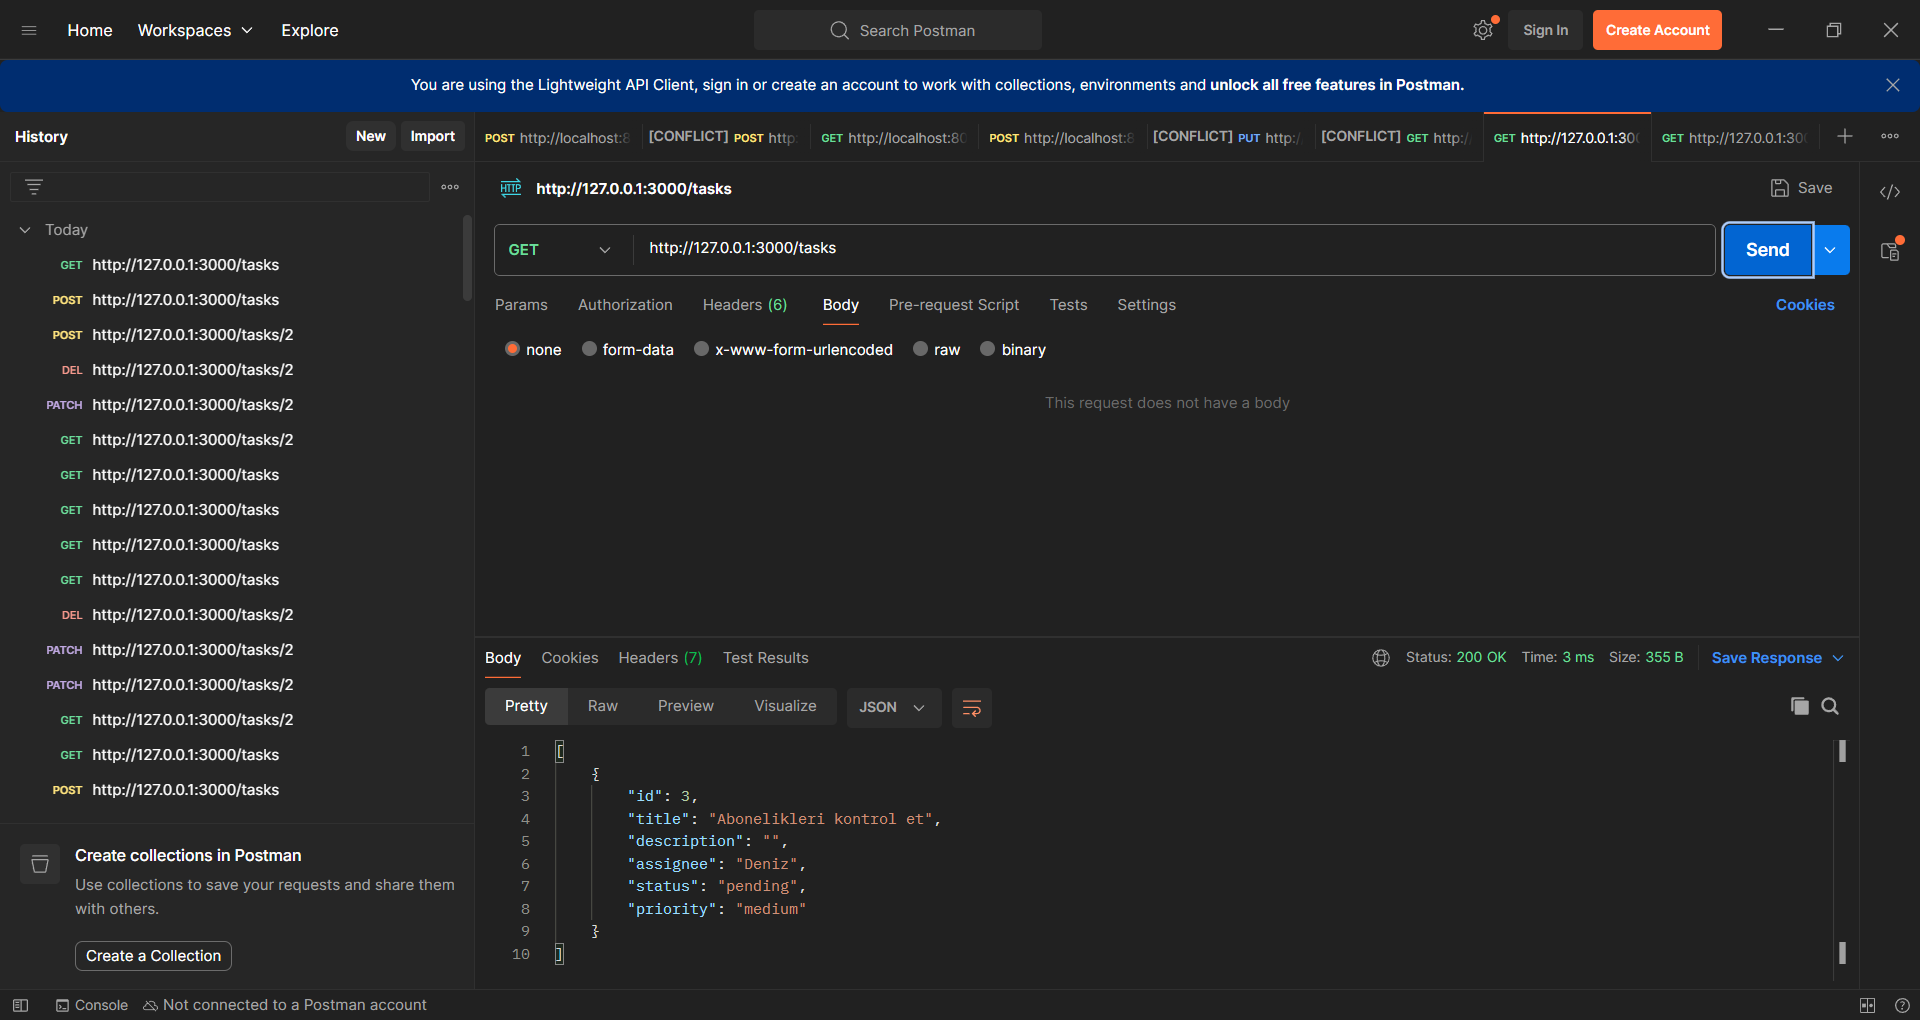 Home Workspaces Explore Search Postman Sign In Create Account
You are using the Lightweight API Client, sign in or create an account to work with collections, environments and unlock all free features in Postman.
History New Import
POST http://localhost:8 [CONFLICT] POST http: GET http://localhost:80 POST http://localhost:8 [CONFLICT] PUT http:/ [CONFLICT] GET http:/ GET http://127.0.0.1:300 GET http://127.0.0.1:300
Today
GET http://127.0.0.1:3000/tasks
POST http://127.0.0.1:3000/tasks
POST http://127.0.0.1:3000/tasks/2
DEL http://127.0.0.1:3000/tasks/2
PATCH http://127.0.0.1:3000/tasks/2
GET http://127.0.0.1:3000/tasks/2
GET http://127.0.0.1:3000/tasks
GET http://127.0.0.1:3000/tasks
GET http://127.0.0.1:3000/tasks
GET http://127.0.0.1:3000/tasks
DEL http://127.0.0.1:3000/tasks/2
PATCH http://127.0.0.1:3000/tasks/2
PATCH http://127.0.0.1:3000/tasks/2
GET http://127.0.0.1:3000/tasks/2
GET http://127.0.0.1:3000/tasks
POST http://127.0.0.1:3000/tasks
Create collections in Postman
Use collections to save your requests and share them
with others.
Create a Collection
HTTP http://127.0.0.1:3000/tasks Save
GET http://127.0.0.1:3000/tasks Send
Params Authorization Headers (6) Body Pre-request Script Tests Settings Cookies
none form-data x-www-form-urlencoded raw binary
This request does not have a body
Body Cookies Headers (7) Test Results Status: 200 OK Time: 3 ms Size: 355 B Save Response
Pretty Raw Preview Visualize JSON
1 [
2 {
3 "id": 3,
4 "title": "Abonelikleri kontrol et",
5 "description": "",
6 "assignee": "Deniz",
7 "status": "pending",
8 "priority": "medium"
9 }
10 ]
Console Not connected to a Postman account